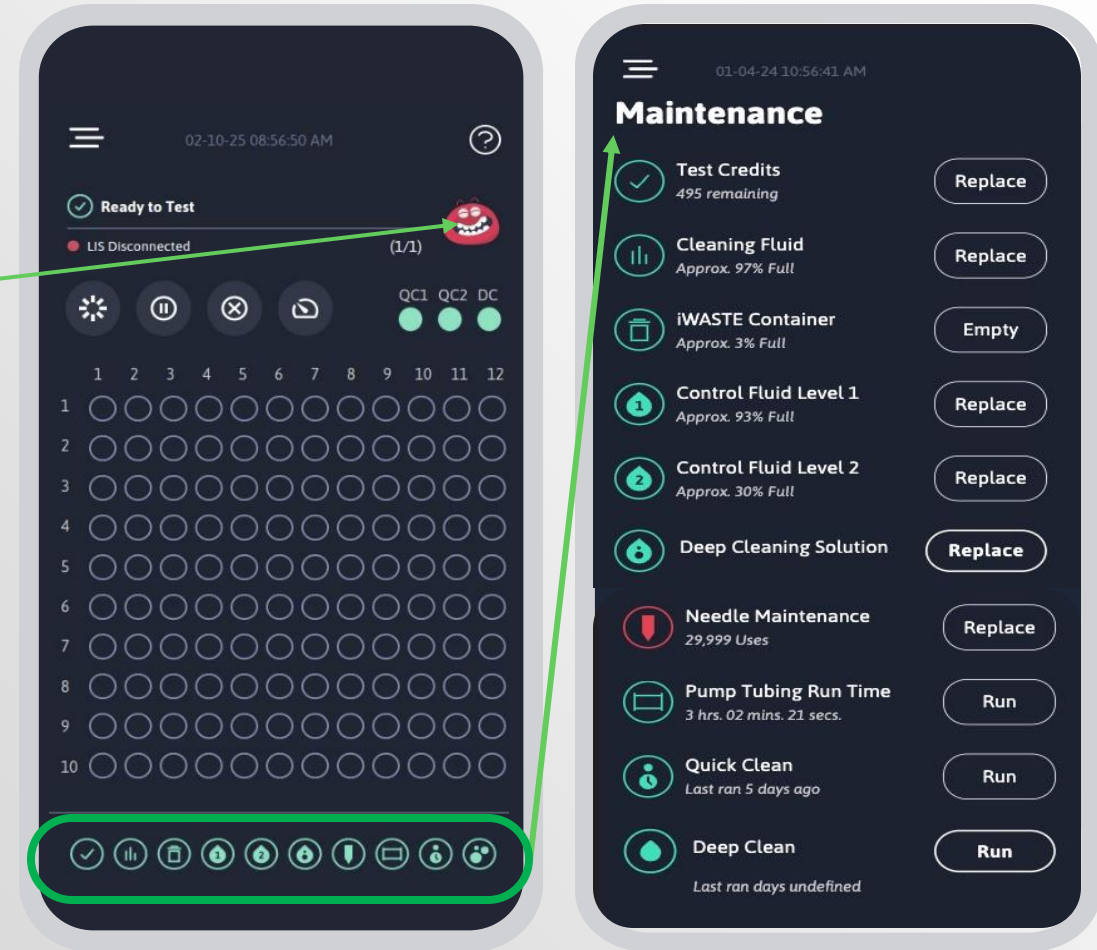 02-10-25 08:56:50 AM
?
Ready to Test
LIS Disconnected
(1/1)
QC1 QC2 DC
1 2 3 4 5 6 7 8 9 10 11 12
1
2
3
4
5
6
7
8
9
10
1 2
01-04-24 10:56:41 AM
Maintenance
Test Credits
Replace
495 remaining
Cleaning Fluid
Replace
Approx. 97% Full
iWASTE Container
Empty
Approx. 3% Full
Control Fluid Level 1
1
Replace
Approx. 93% Full
Control Fluid Level 2
2
Replace
Approx. 30% Full
Deep Cleaning Solution
Replace
Needle Maintenance
Replace
29,999 Uses
Pump Tubing Run Time
Run
3 hrs. 02 mins. 21 secs.
Quick Clean
Run
Last ran 5 days ago
Deep Clean
Run
Last ran days undefined